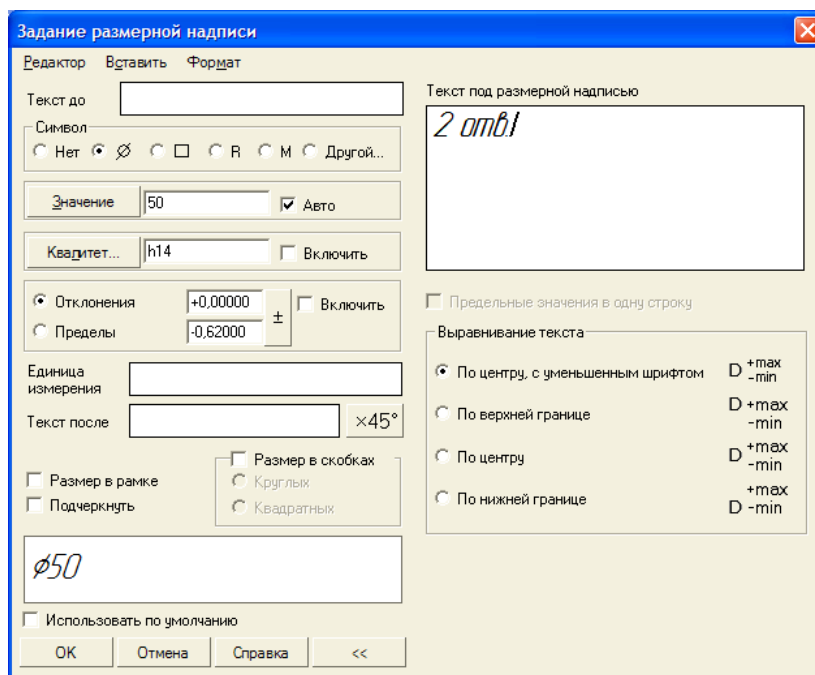 Задание размерной надписи
Редактор Вставить Формат
Текст до
Символ
Нет ∅ □ R M Другой...
Значение 50 Авто
Квалитет... h14 Включить
Отклонения +0,00000 ± Включить
Пределы -0,62000
Единица
измерения
Текст после ×45°
Размер в рамке
Подчеркнуть
Размер в скобках
Круглых
Квадратных
∅50
Использовать по умолчанию
OK Отмена Справка <<
Текст под размерной надписью
2 отв.
Предельные значения в одну строку
Выравнивание текста
По центру, с уменьшенным шрифтом D +max -min
По верхней границе D +max -min
По центру D +max -min
По нижней границе D +max -min